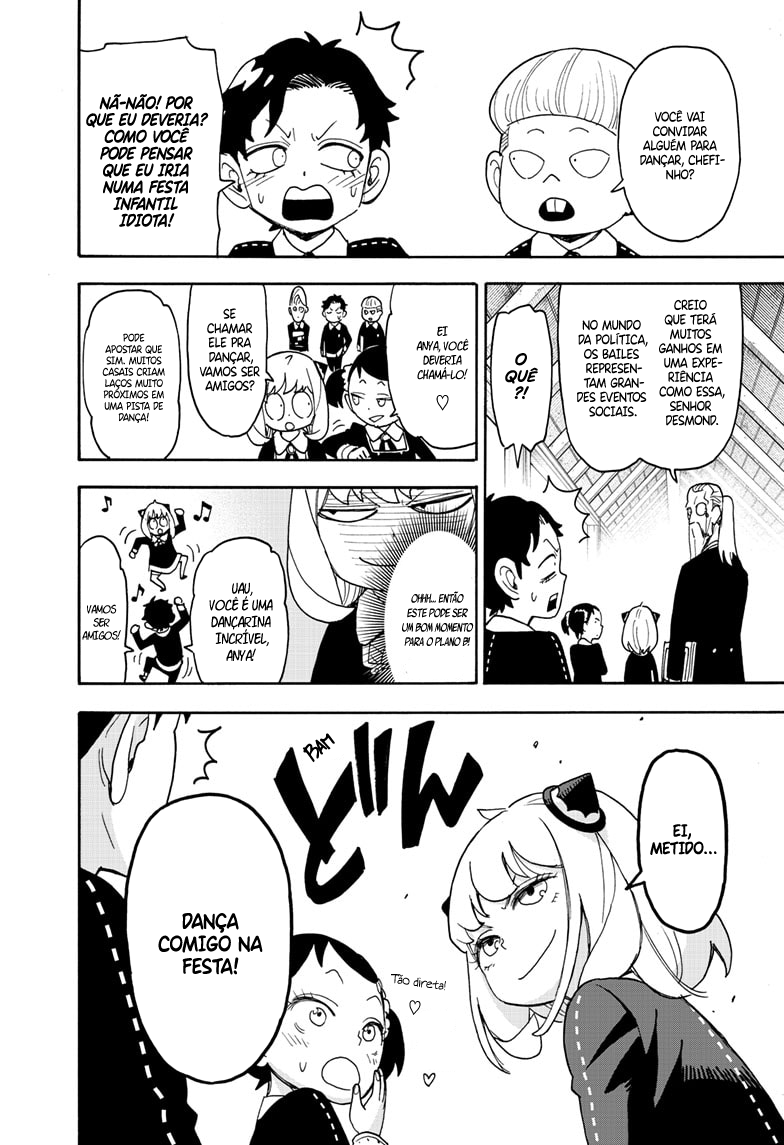 VOCÊ VAI
CONVIDAR
ALGUÉM PARA
DANÇAR, CHEFI-
NHO?
NÃ-NÃO! POR
QUE EU DEVERIA?
COMO VOCÊ
PODE PENSAR
QUE EU IRIA
NUMA FESTA
INFANTIL
IDIOTA!
CREIO
QUE TERÁ
MUITOS
GANHOS EM
UMA EXPE-
RIÊNCIA
COMO ESSA,
SENHOR
DESMOND.
NO MUNDO
DA POLÍTICA,
OS BAILES
REPRESEN-
TAM GRAN-
DES EVENTOS
SOCIAIS.
O
QUÊ
?!
EI
ANYA, VOCÊ
DEVERIA
CHAMÁ-LO!
♡
SE
CHAMAR
ELE PRA
DANÇAR,
VAMOS SER
AMIGOS?
PODE
APOSTAR QUE
SIM. MUITOS
CASAIS CRIAM
LAÇOS MUITO
PRÓXIMOS EM
UMA PISTA DE
DANÇA!
OHHH... ENTÃO
ESTE PODE SER
UM BOM MOMENTO
PARA O PLANO B!
UAU,
VOCÊ É UMA
DANÇARINA
INCRÍVEL,
ANYA!
VAMOS
SER
AMIGOS!
EI,
METIDO...
ドンッ
BAM
DANÇA
COMIGO NA
FESTA!
Tão direta!
♡
♡